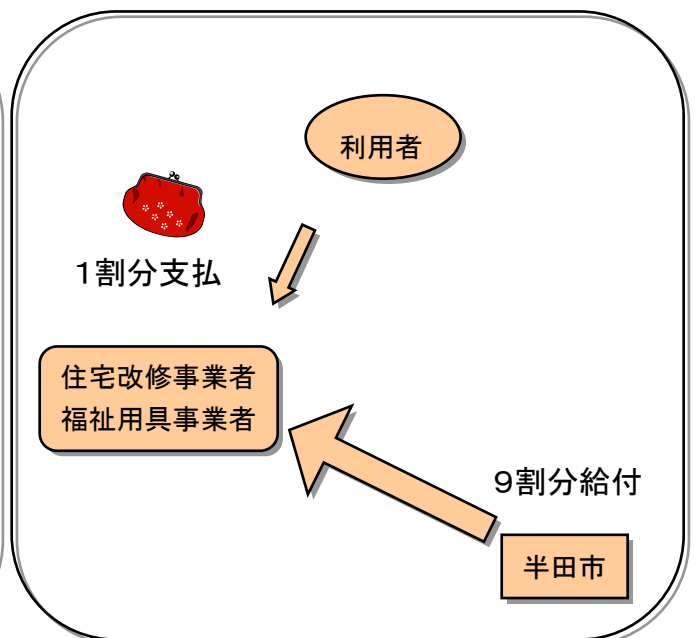 利用者
1割分支払
住宅改修事業者
福祉用具事業者
9割分給付
半田市